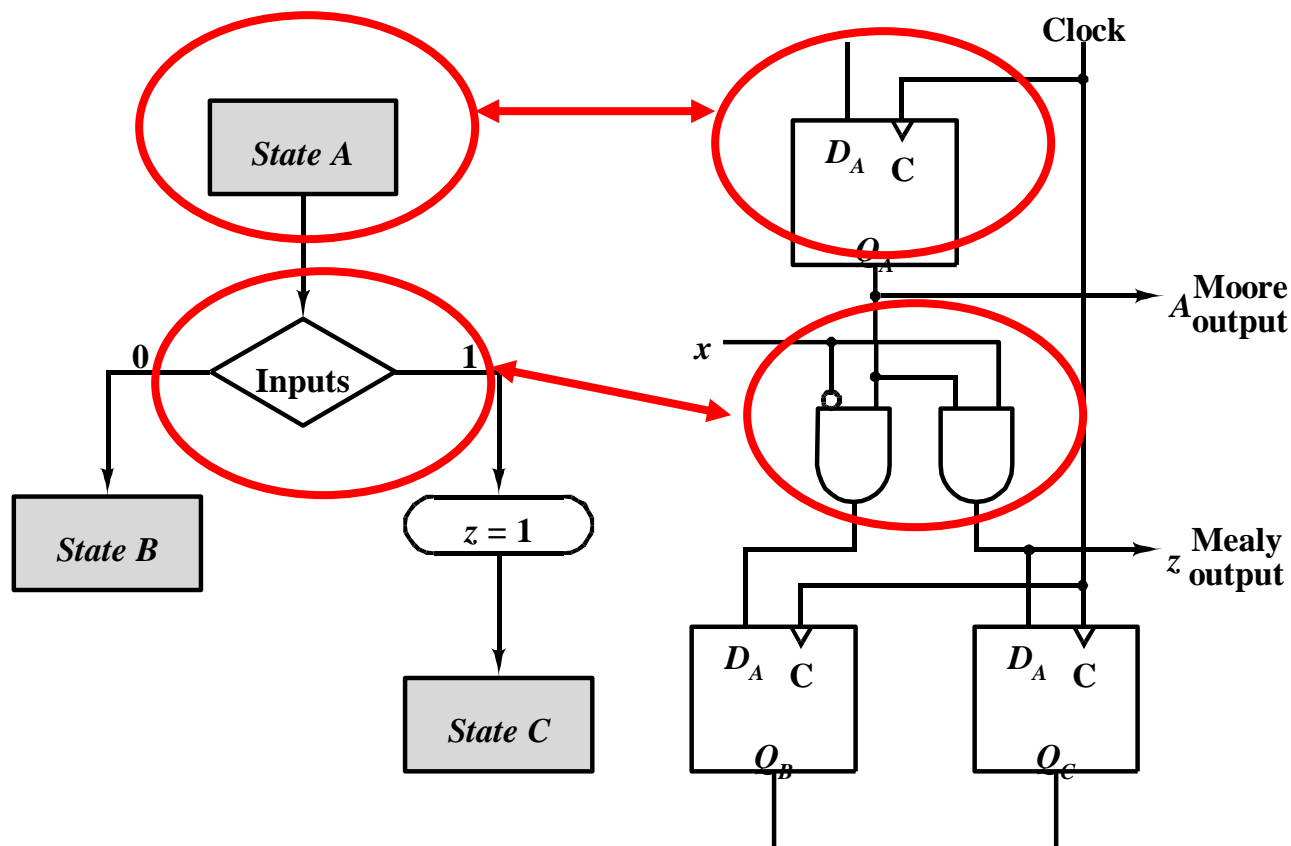 Clock
State A
D_A
C
Q_A
A Moore
output
x
0
1
Inputs
z = 1
State B
z Mealy
output
D_A
C
D_A
C
State C
Q_B
Q_C